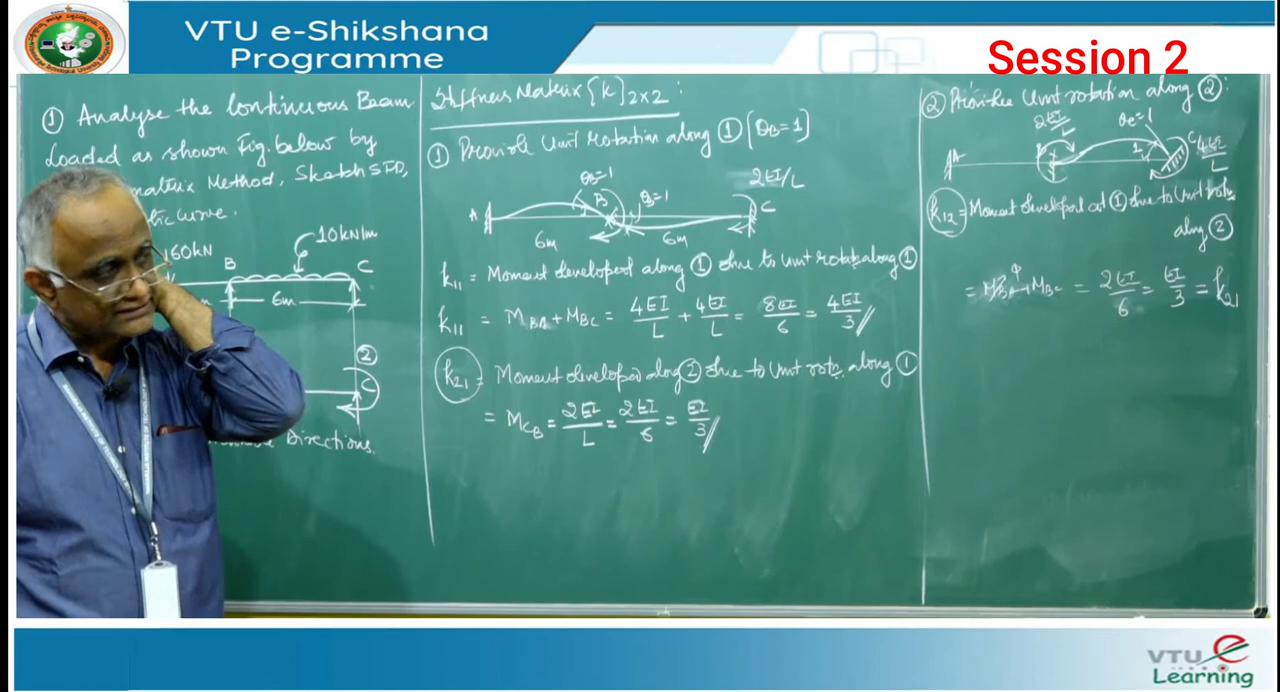 VTU e-Shikshana
Programme
Session 2
① Analyse the Continuous Beam
Loaded as shown Fig. below by
matrix Method, Sketch SFD,
tic curve.
160kN
10kN/m
B
C
6m
②
C
Directions.
Stiffness Matrix [k]2×2 :
① Provide Unit Rotation along ① [θB=1]
θB=1
θB=1
2EI/L
A
B
C
6m
6m
k11 = Moment developed along ① due to unit rotn along ①
k11 = MBA + MBC = 4EI/L + 4EI/L = 8EI/6 = 4EI/3 //
k21 = Moment developed along ② due to Unit rotn. along ①
= MCB = 2EI/L = 2EI/6 = EI/3 //
② Provide Unit rotation along ② :
2EI/L
θc=1
A
C
4EI/L
k12 = Moment developed at ① due to Unit rotn
along ②
= MBA + MBC = 2EI/6 = EI/3 = k21
VTU e
Learning